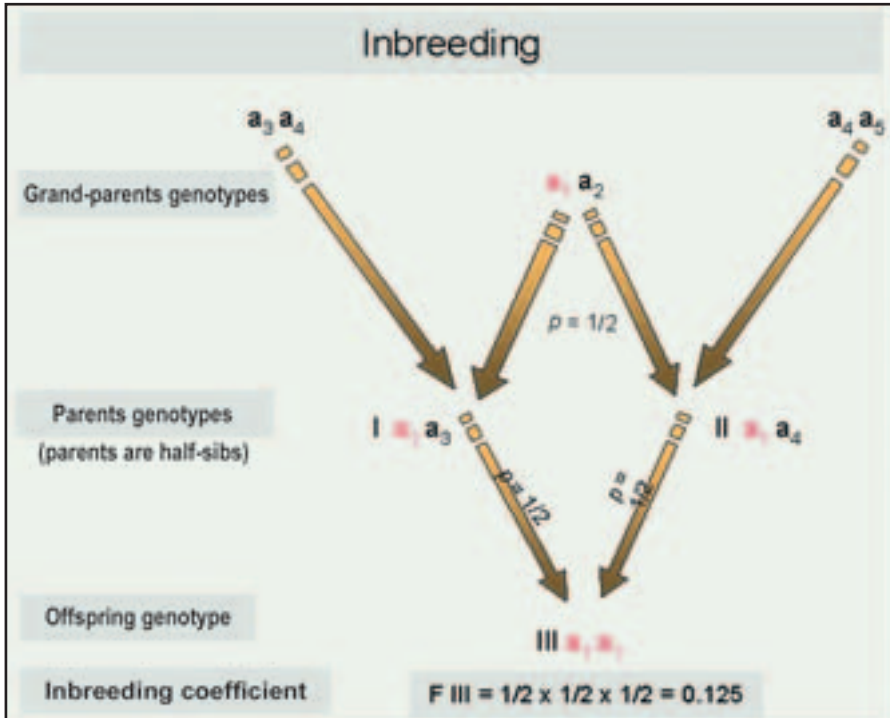 Inbreeding
a₃ a₄
a₄ a₅
Grand-parents genotypes
a₁ a₂
p = 1/2
Parents genotypes
(parents are half-sibs)
I a₁ a₃
II a₁ a₄
p = 1/2
p = 1/2
Offspring genotype
III a₁ a₁
Inbreeding coefficient
F III = 1/2 x 1/2 x 1/2 = 0.125